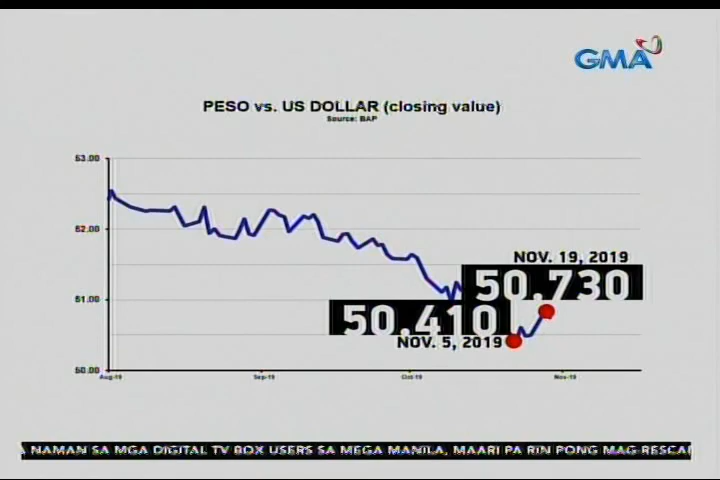 GMA
PESO vs. US DOLLAR (closing value)
Source: BAP
53.00
52.00
NOV. 19, 2019
50.730
51.00
50.410
NOV. 5, 2019
50.00
Aug-19 Sep-19 Oct-19 Nov-19
A NAMAN SA MGA DIGITAL TV BOX USERS SA MEGA MANILA, MAARI PA RIN PONG MAG-RESCAN